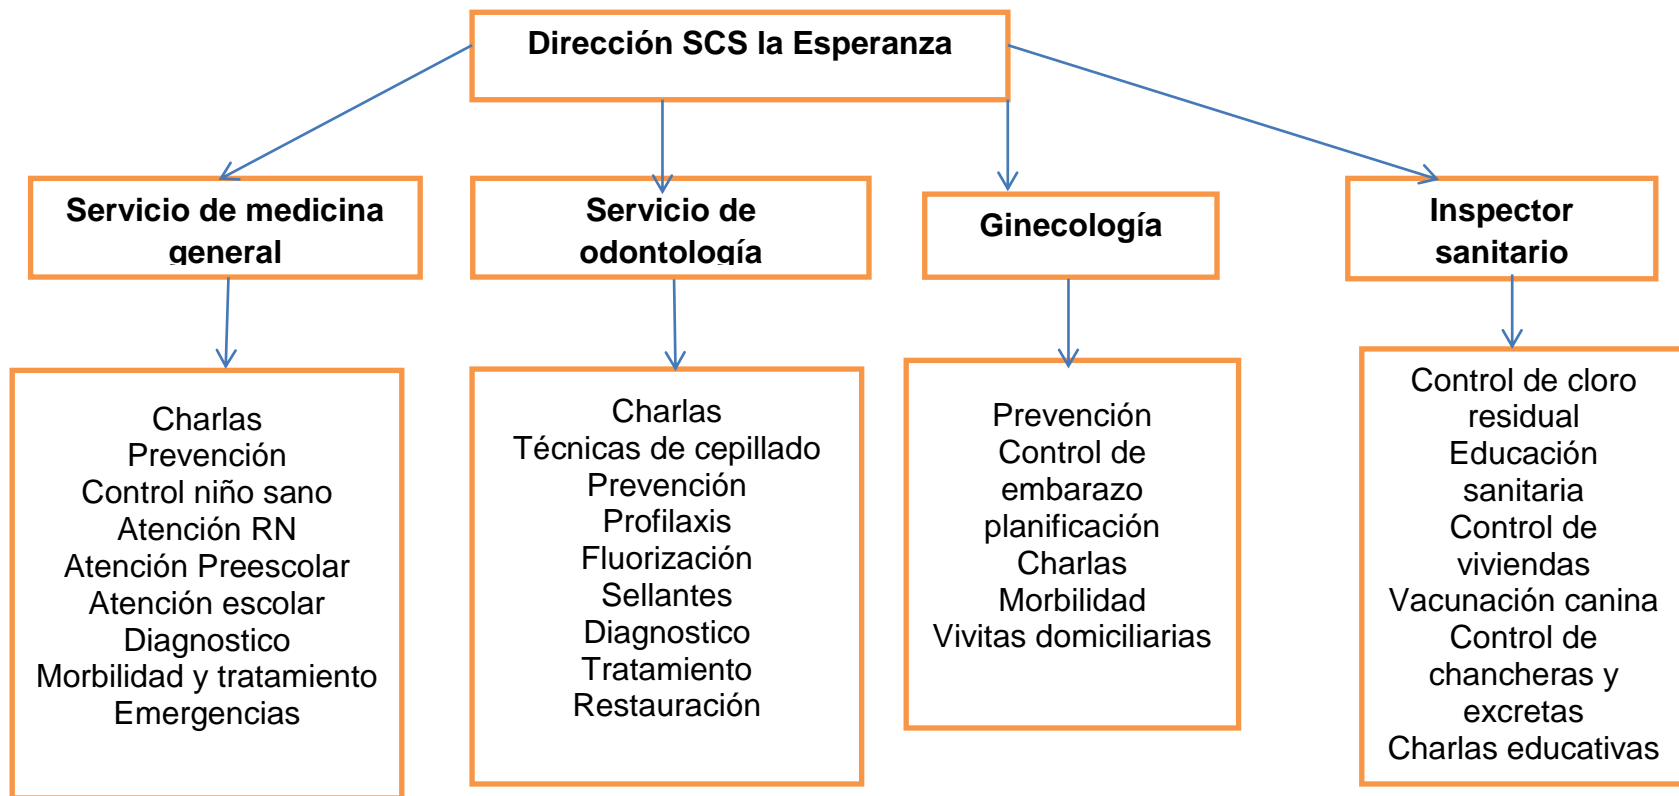 Dirección SCS la Esperanza
Servicio de medicina
general
Servicio de
odontología
Ginecología
Inspector
sanitario
Charlas
Prevención
Control niño sano
Atención RN
Atención Preescolar
Atención escolar
Diagnostico
Morbilidad y tratamiento
Emergencias
Charlas
Técnicas de cepillado
Prevención
Profilaxis
Fluorización
Sellantes
Diagnostico
Tratamiento
Restauración
Prevención
Control de
embarazo
planificación
Charlas
Morbilidad
Vivitas domiciliarias
Control de cloro
residual
Educación
sanitaria
Control de
viviendas
Vacunación canina
Control de
chancheras y
excretas
Charlas educativas